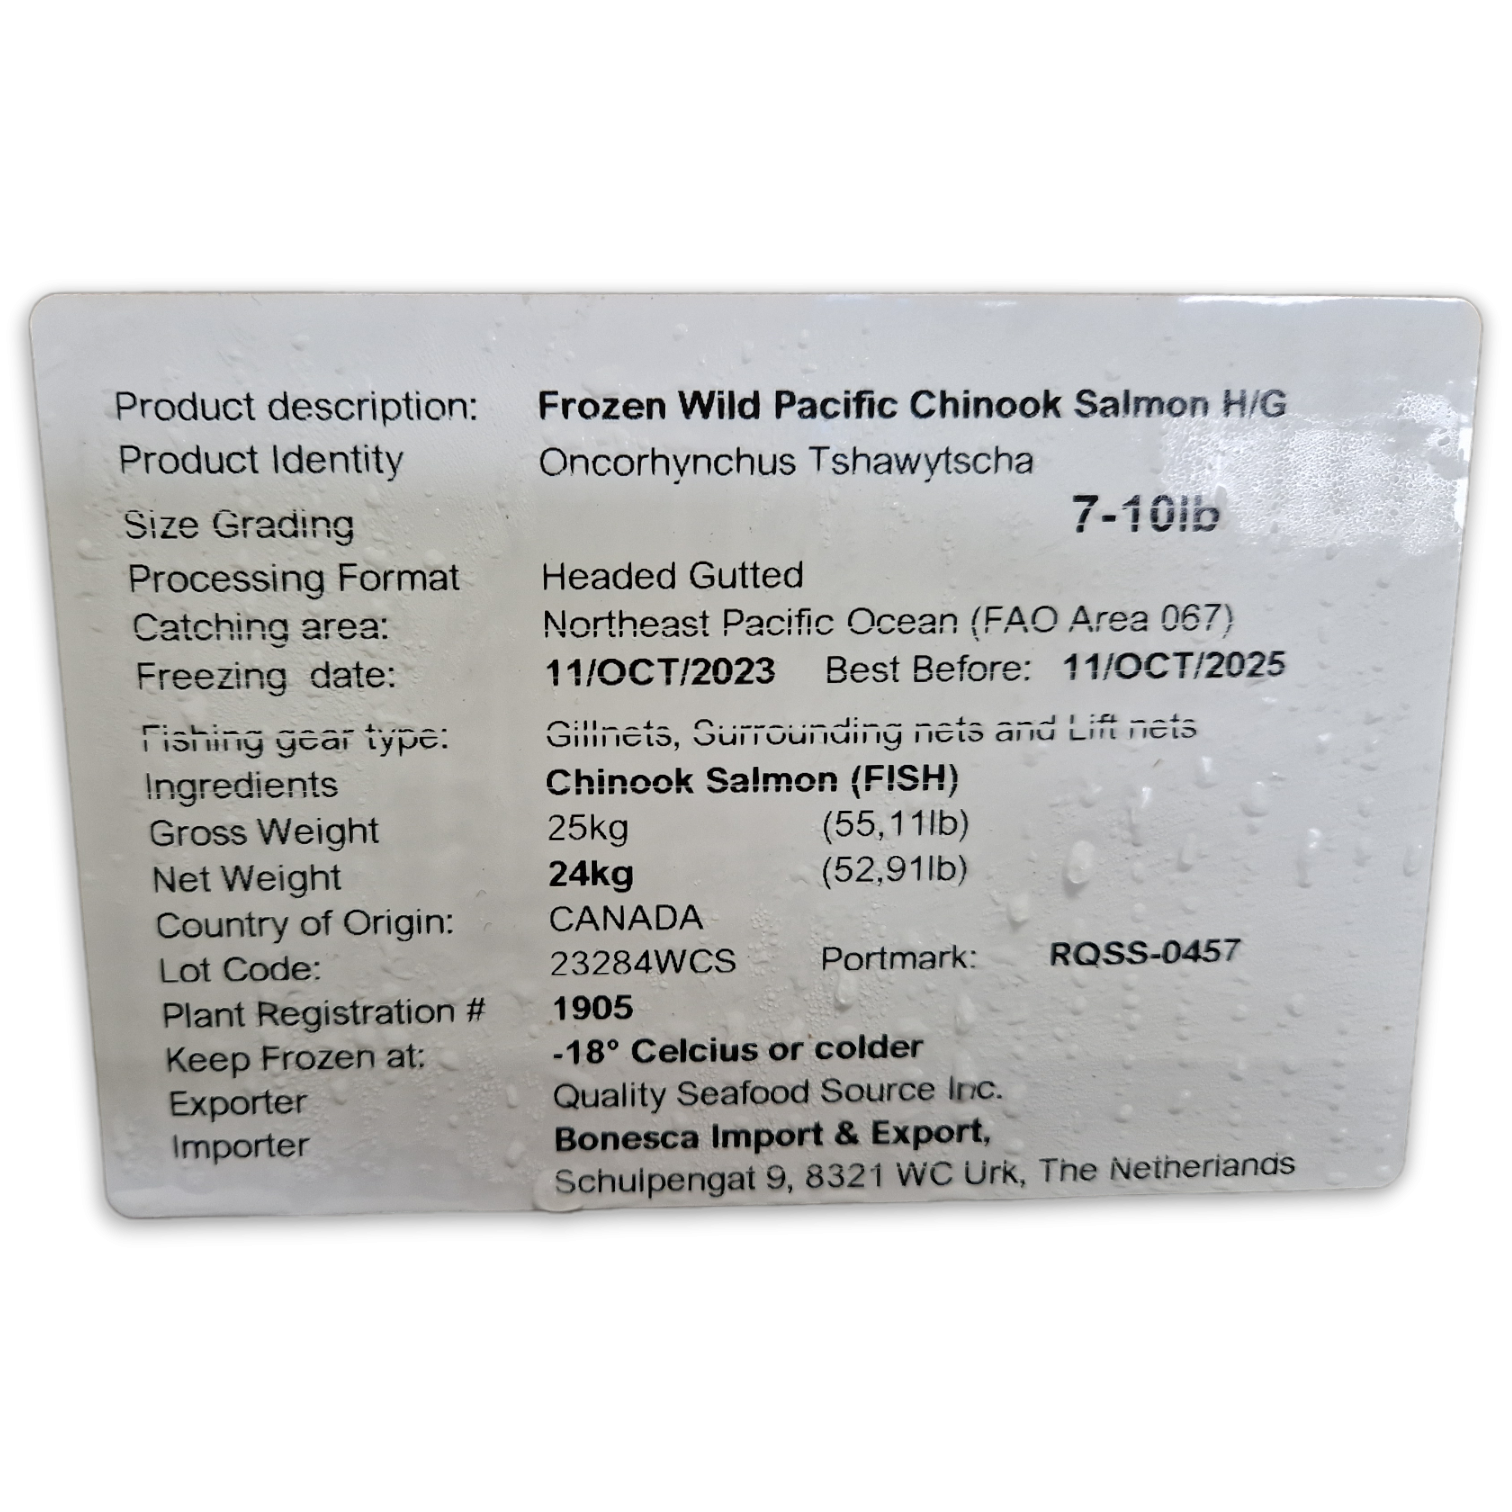 Product description: Frozen Wild Pacific Chinook Salmon H/G
Product Identity Oncorhynchus Tshawytscha
Size Grading 7-10lb
Processing Format Headed Gutted
Catching area: Northeast Pacific Ocean (FAO Area 067)
Freezing date: 11/OCT/2023 Best Before: 11/OCT/2025
Fishing gear type: Gillnets, Surrounding nets and Lift nets
Ingredients Chinook Salmon (FISH)
Gross Weight 25kg (55,11lb)
Net Weight 24kg (52,91lb)
Country of Origin: CANADA
Lot Code: 23284WCS Portmark: RQSS-0457
Plant Registration # 1905
Keep Frozen at: -18° Celcius or colder
Exporter Quality Seafood Source Inc.
Importer Bonesca Import & Export,
Schulpengat 9, 8321 WC Urk, The Netherlands